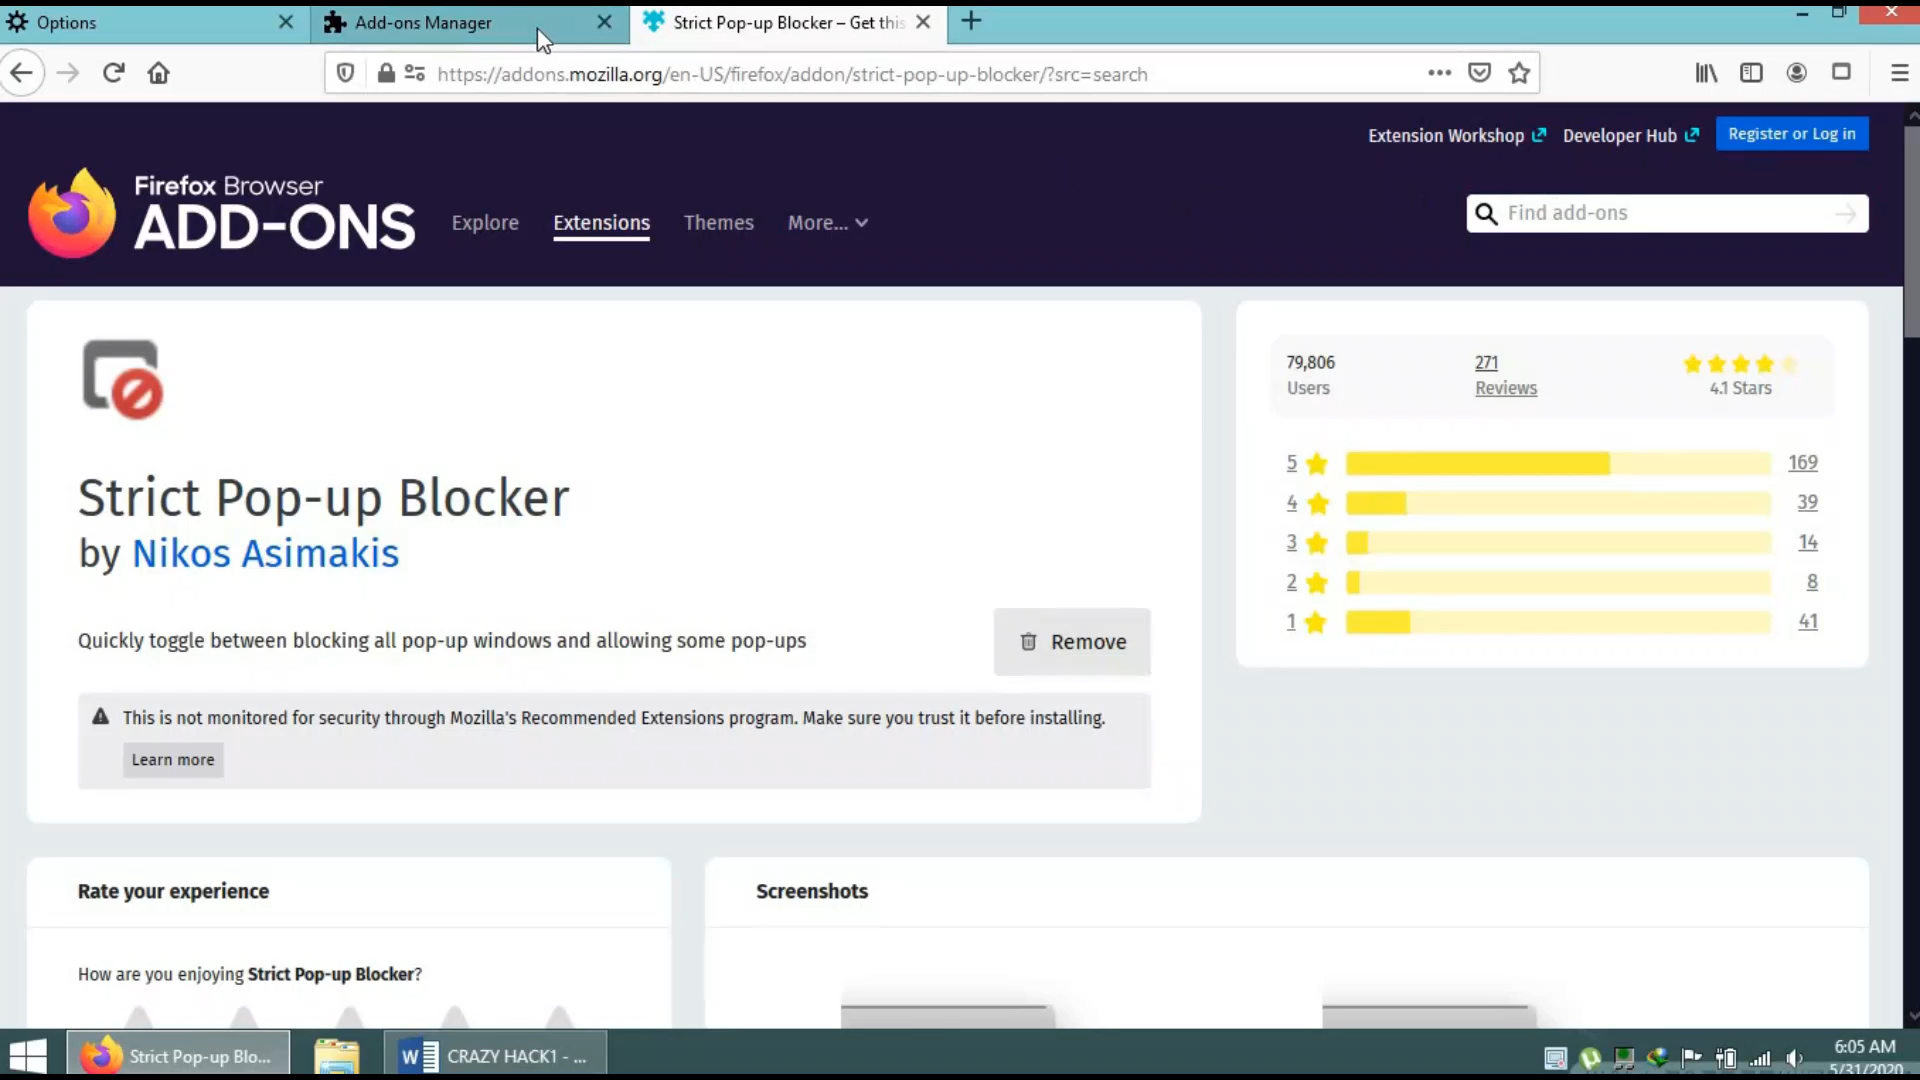 Options
Add-ons Manager
Strict Pop-up Blocker – Get this
https://addons.mozilla.org/en-US/firefox/addon/strict-pop-up-blocker/?src=search
Extension Workshop
Developer Hub
Register or Log in
Firefox Browser
ADD-ONS
Explore
Extensions
Themes
More...
Find add-ons
Strict Pop-up Blocker
by Nikos Asimakis
Quickly toggle between blocking all pop-up windows and allowing some pop-ups
Remove
This is not monitored for security through Mozilla's Recommended Extensions program. Make sure you trust it before installing.
Learn more
79,806
Users
271
Reviews
4.1 Stars
5 169
4 39
3 14
2 8
1 41
Rate your experience
How are you enjoying Strict Pop-up Blocker?
Screenshots
Strict Pop-up Blo...
W
CRAZY HACK1 - ...
6:05 AM
5/31/2020